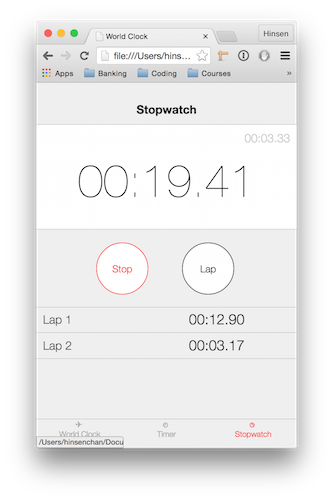 World Clock
Hinsen
file:///Users/hins...
Apps Banking Coding Courses »
Stopwatch
00:03.33
00:19.41
Stop Lap
Lap 1 00:12.90
Lap 2 00:03.17
World Clock Timer Stopwatch
/Users/hinsenchan/Docu